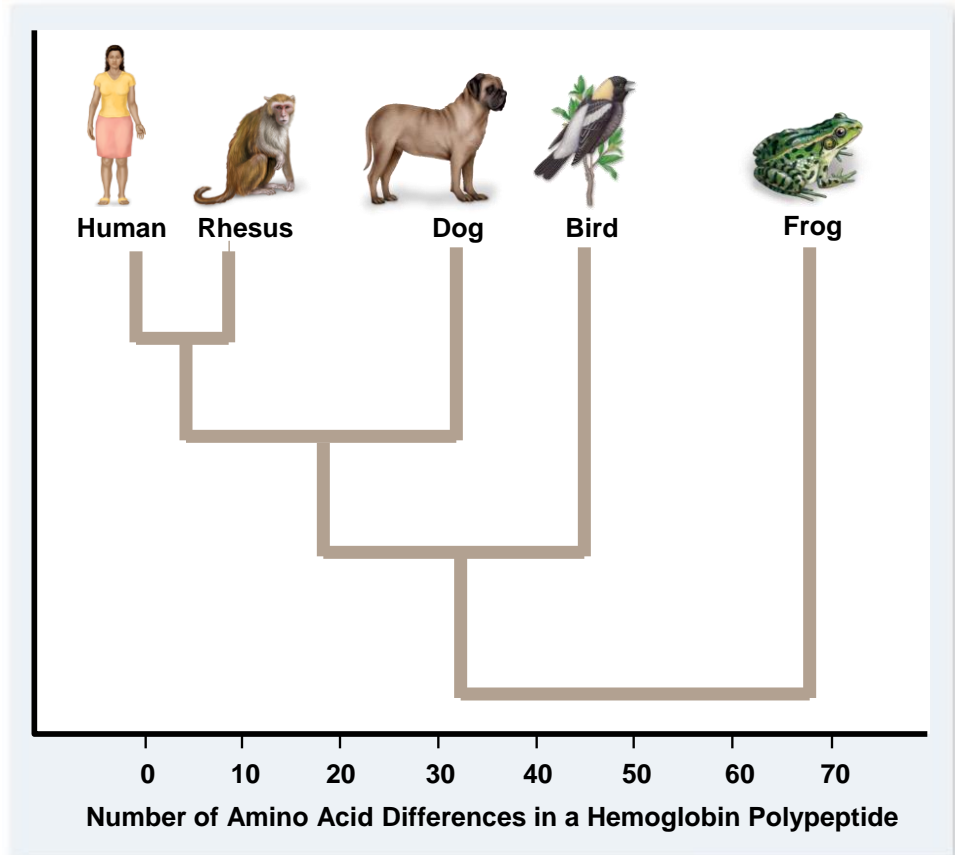 Human Rhesus Dog Bird Frog
0 10 20 30 40 50 60 70
Number of Amino Acid Differences in a Hemoglobin Polypeptide